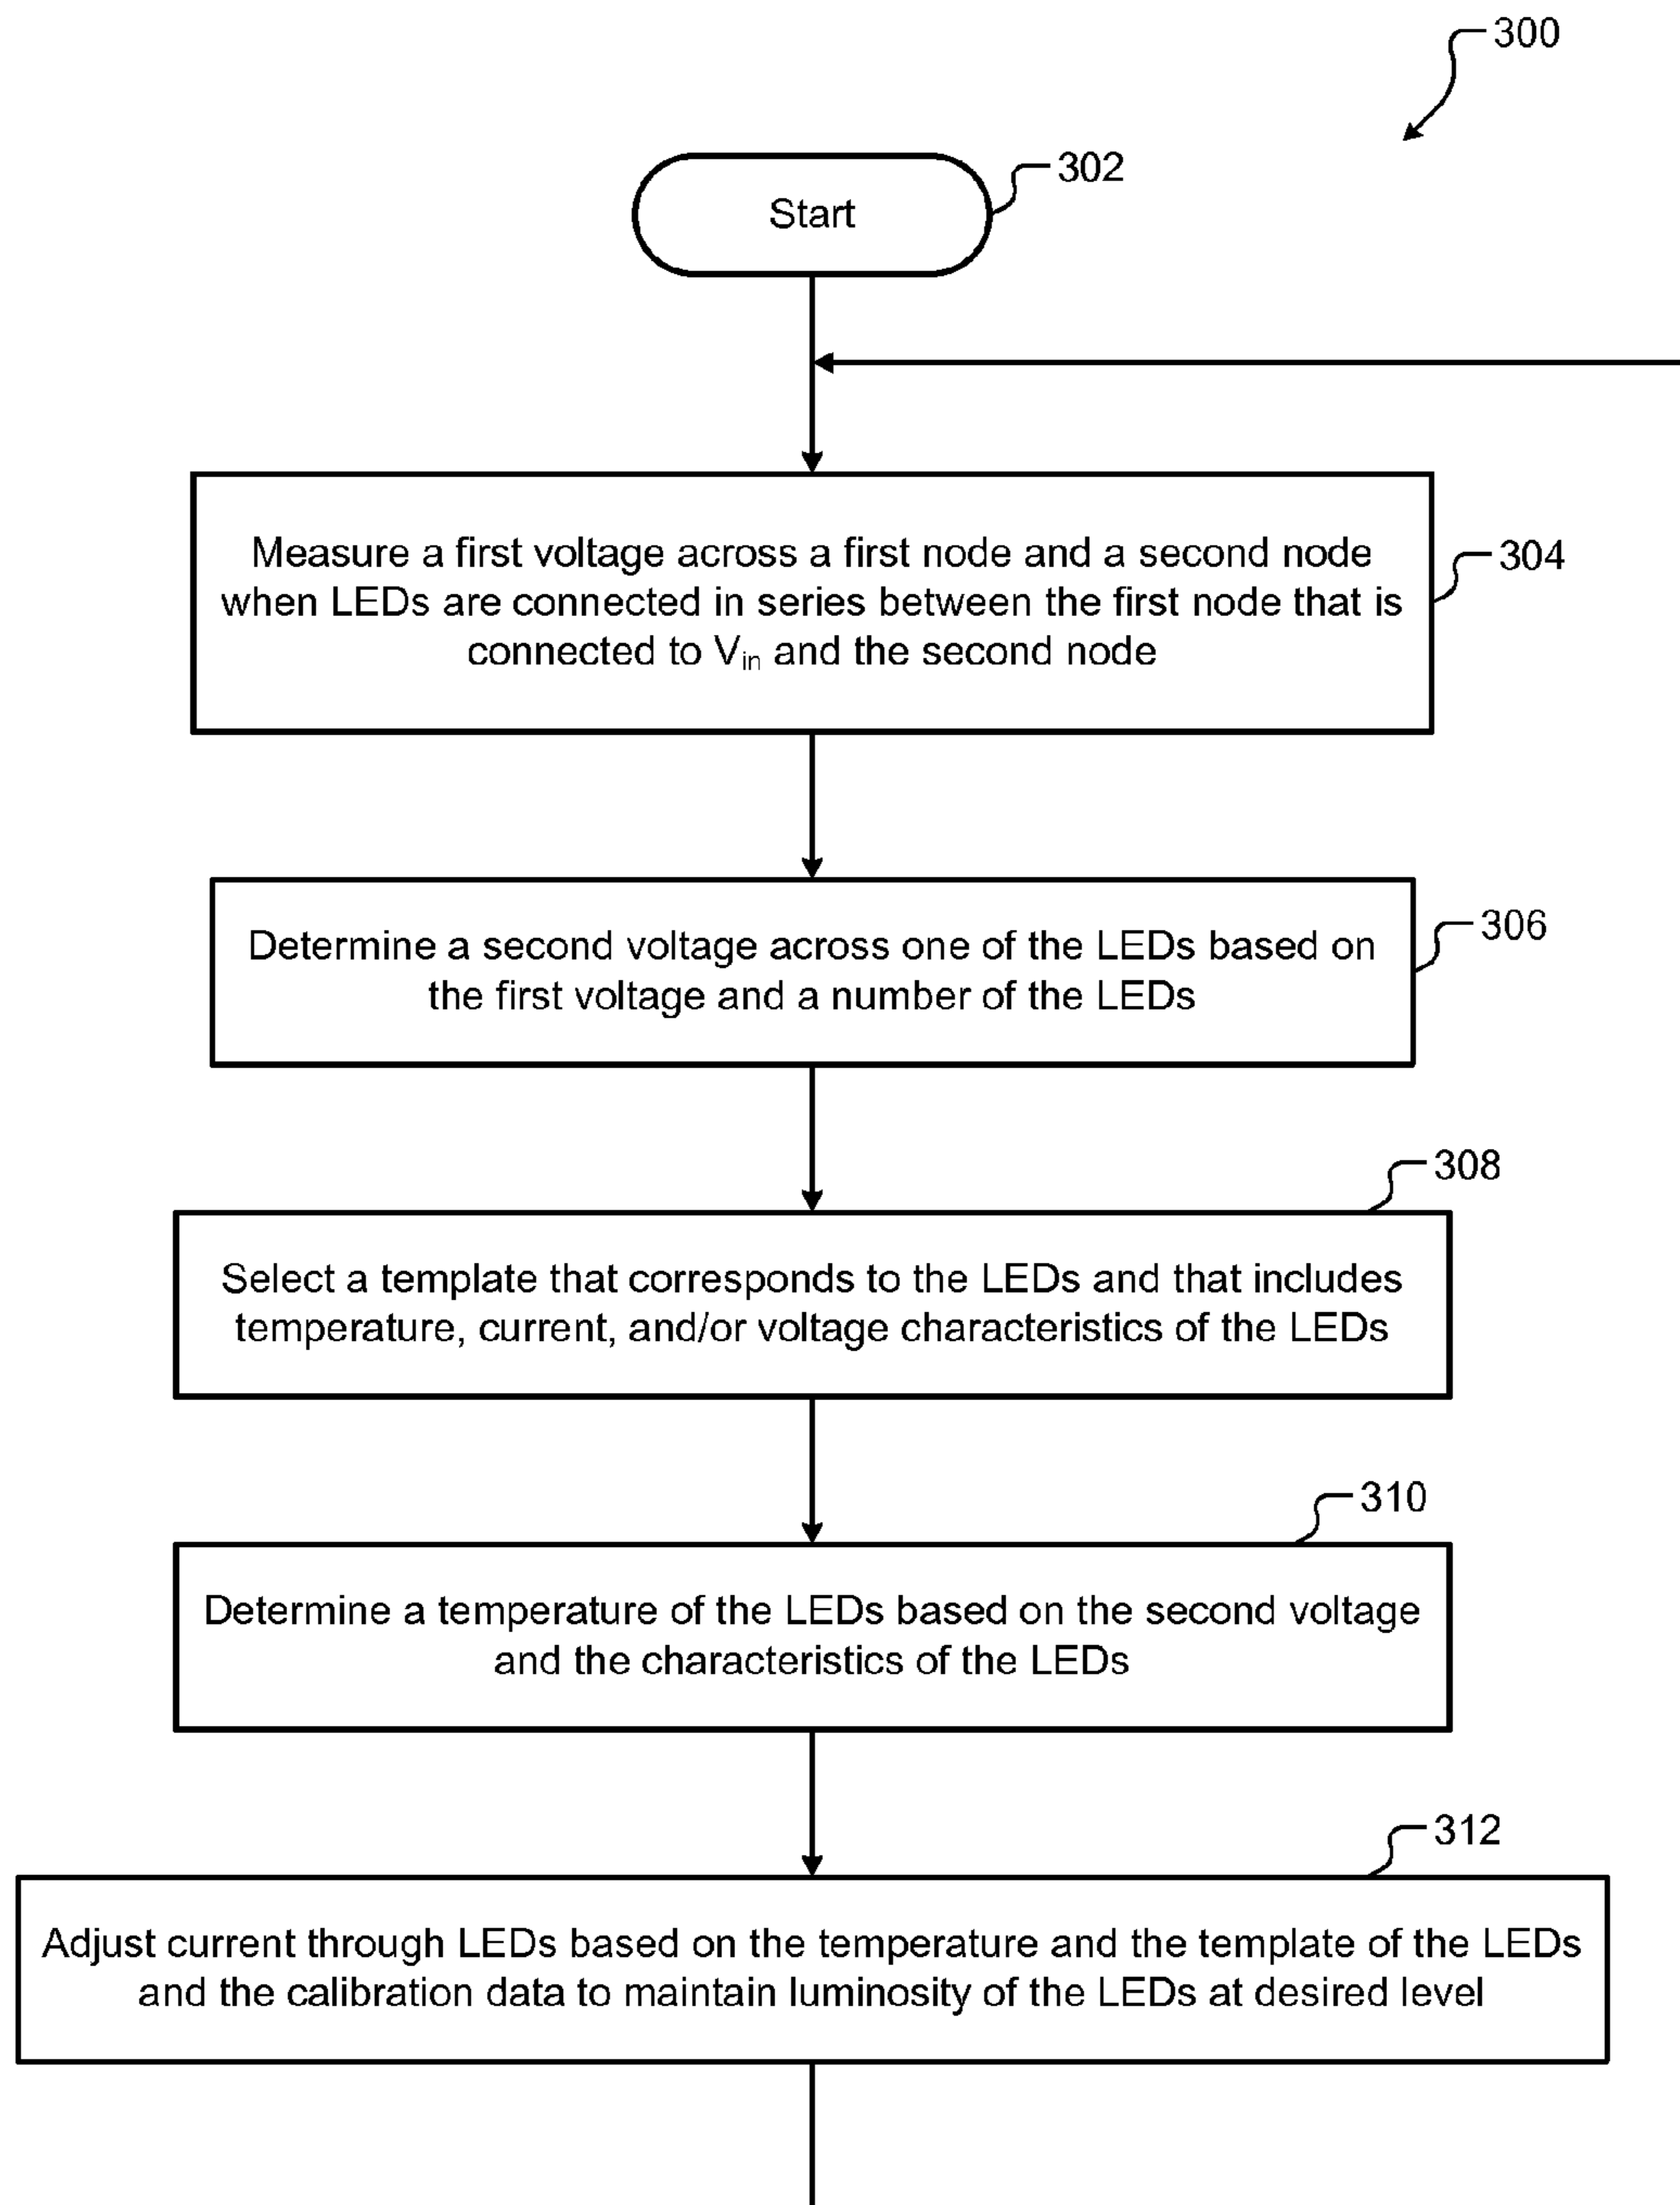 300
302
Start
Measure a first voltage across a first node and a second node
when LEDs are connected in series between the first node that is
connected to Vin and the second node
304
306
Determine a second voltage across one of the LEDs based on
the first voltage and a number of the LEDs
308
Select a template that corresponds to the LEDs and that includes
temperature, current, and/or voltage characteristics of the LEDs
310
Determine a temperature of the LEDs based on the second voltage
and the characteristics of the LEDs
312
Adjust current through LEDs based on the temperature and the template of the LEDs
and the calibration data to maintain luminosity of the LEDs at desired level